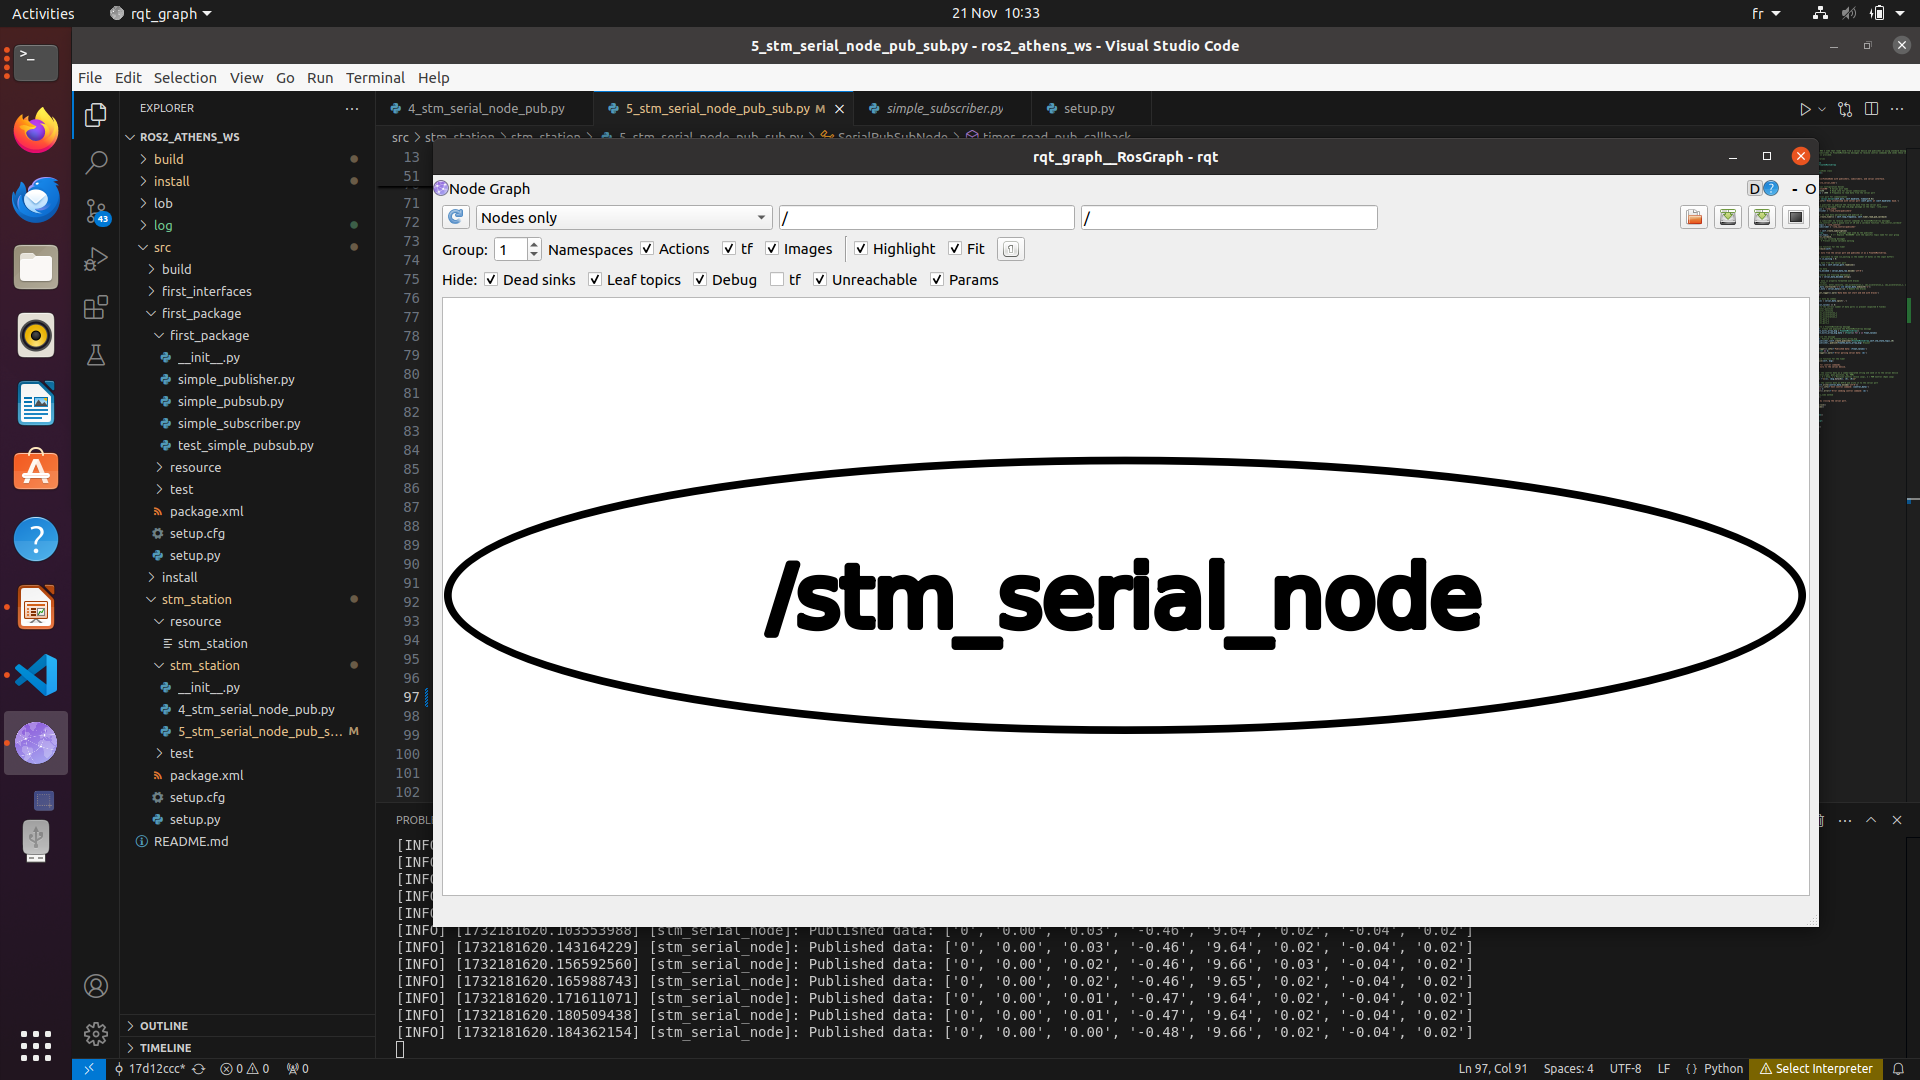 Activities
rqt_graph
21 Nov 10:33
fr
5_stm_serial_node_pub_sub.py - ros2_athens_ws - Visual Studio Code
File Edit Selection View Go Run Terminal Help
EXPLORER
4_stm_serial_node_pub.py
5_stm_serial_node_pub_sub.py M
simple_subscriber.py
setup.py
ROS2_ATHENS_WS
build
install
lob
log
src
build
first_interfaces
first_package
first_package
__init__.py
simple_publisher.py
simple_pubsub.py
simple_subscriber.py
test_simple_pubsub.py
resource
test
package.xml
setup.cfg
setup.py
install
stm_station
resource
stm_station
stm_station
__init__.py
4_stm_serial_node_pub.py
5_stm_serial_node_pub_s... M
test
package.xml
setup.cfg
setup.py
README.md
OUTLINE
TIMELINE
43
src > stm_station > stm_station > 5_stm_serial_node_pub_sub.py > SerialPubSubNode > timer_read_pub_callback
13
51
71
72
73
74
75
76
77
78
79
80
81
82
83
84
85
86
87
88
89
90
91
92
93
94
95
96
97
98
99
100
101
102
rqt_graph__RosGraph - rqt
Node Graph
D ? - O
Nodes only
/
/
Group: 1 Namespaces Actions tf Images Highlight Fit
Hide: Dead sinks Leaf topics Debug tf Unreachable Params
/stm_serial_node
PROBL
[INFO
[INFO
[INFO
[INFO
[INFO
[INFO] [1732181620.103553988] [stm_serial_node]: Published data: ['0', '0.00', '0.03', '-0.46', '9.64', '0.02', '-0.04', '0.02']
[INFO] [1732181620.143164229] [stm_serial_node]: Published data: ['0', '0.00', '0.03', '-0.46', '9.64', '0.02', '-0.04', '0.02']
[INFO] [1732181620.156592560] [stm_serial_node]: Published data: ['0', '0.00', '0.02', '-0.46', '9.66', '0.03', '-0.04', '0.02']
[INFO] [1732181620.165988743] [stm_serial_node]: Published data: ['0', '0.00', '0.02', '-0.46', '9.65', '0.02', '-0.04', '0.02']
[INFO] [1732181620.171611071] [stm_serial_node]: Published data: ['0', '0.00', '0.01', '-0.47', '9.64', '0.02', '-0.04', '0.02']
[INFO] [1732181620.180509438] [stm_serial_node]: Published data: ['0', '0.00', '0.01', '-0.47', '9.64', '0.02', '-0.04', '0.02']
[INFO] [1732181620.184362154] [stm_serial_node]: Published data: ['0', '0.00', '0.00', '-0.48', '9.66', '0.02', '-0.04', '0.02']
17d12ccc* 0 0 0
Ln 97, Col 91 Spaces: 4 UTF-8 LF {} Python Select Interpreter